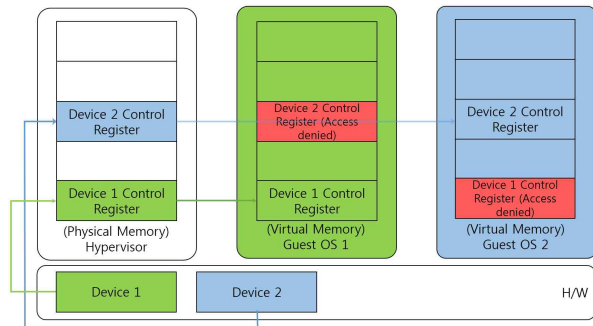 Device 2 Control
Register
Device 1 Control
Register
(Physical Memory)
Hypervisor
Device 2 Control
Register (Access
denied)
Device 1 Control
Register
(Virtual Memory)
Guest OS 1
Device 2 Control
Register
Device 1 Control
Register (Access
denied)
(Virtual Memory)
Guest OS 2
Device 1
Device 2
H/W